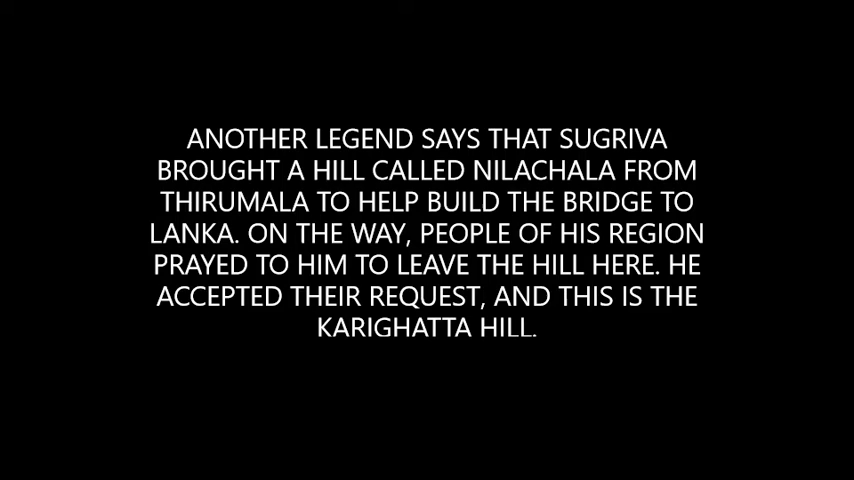 ANOTHER LEGEND SAYS THAT SUGRIVA
BROUGHT A HILL CALLED NILACHALA FROM
THIRUMALA TO HELP BUILD THE BRIDGE TO
LANKA. ON THE WAY, PEOPLE OF HIS REGION
PRAYED TO HIM TO LEAVE THE HILL HERE. HE
ACCEPTED THEIR REQUEST, AND THIS IS THE
KARIGHATTA HILL.